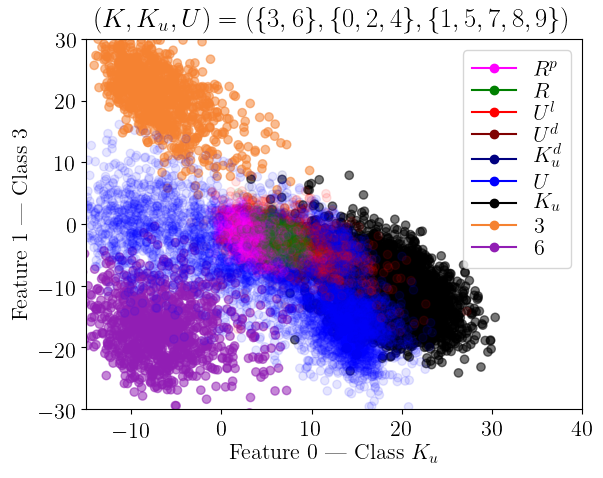 (K, K_u, U) = ({3, 6}, {0, 2, 4}, {1, 5, 7, 8, 9})
30
20
10
0
−10
−20
−30
Feature 1 — Class 3
−10
0
10
20
30
40
Feature 0 — Class K_u
R^p
R
U^l
U^d
K_u^d
U
K_u
3
6